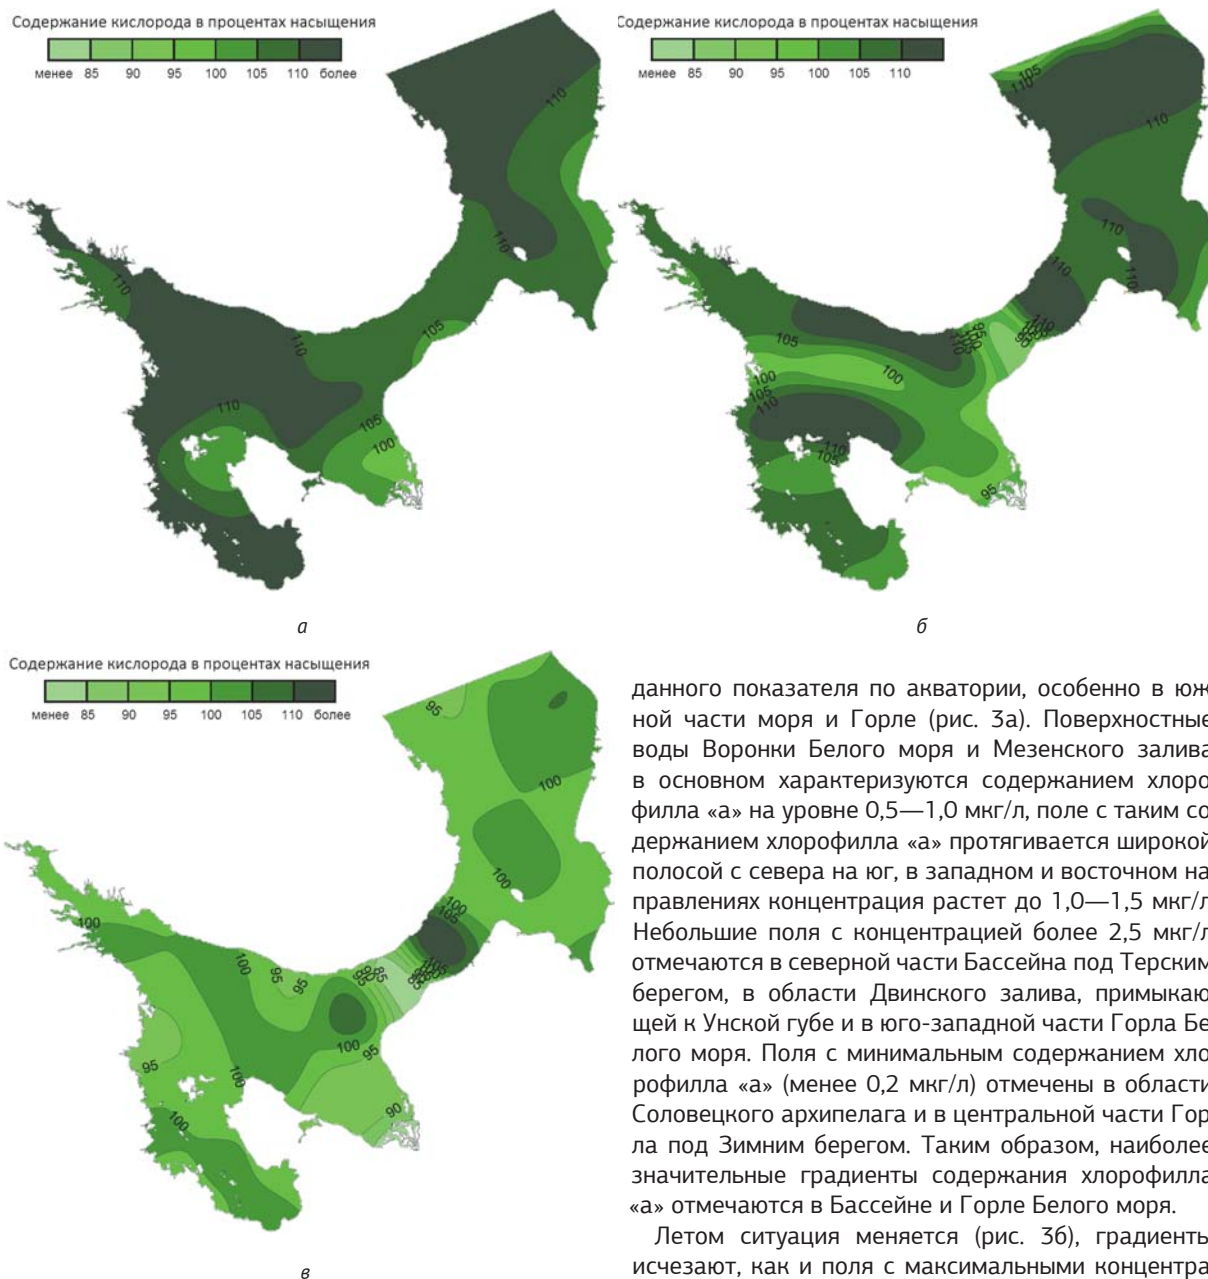 Содержание кислорода в процентах насыщения
менее 85 90 95 100 105 110 более
110
110
110
110
110
105
105
100
а
Содержание кислорода в процентах насыщения
менее 85 90 95 100 105 110
105
110
110
110
110
110
105
100
100
105
110
110
105
95
б
Содержание кислорода в процентах насыщения
менее 85 90 95 100 105 110 более
95
100
100
100
105
100
100
95
95
90
85
100
95
95
100
100
90
в
данного показателя по акватории, особенно в юж
ной части моря и Горле (рис. 3а). Поверхностные
воды Воронки Белого моря и Мезенского залива
в основном характеризуются содержанием хлоро
филла «а» на уровне 0,5—1,0 мкг/л, поле с таким со
держанием хлорофилла «а» протягивается широкой
полосой с севера на юг, в западном и восточном на
правлениях концентрация растет до 1,0—1,5 мкг/л
Небольшие поля с концентрацией более 2,5 мкг/л
отмечаются в северной части Бассейна под Терским
берегом, в области Двинского залива, примыкаю
щей к Унской губе и в юго-западной части Горла Бе
лого моря. Поля с минимальным содержанием хло
рофилла «а» (менее 0,2 мкг/л) отмечены в области
Соловецкого архипелага и в центральной части Гор
ла под Зимним берегом. Таким образом, наиболее
значительные градиенты содержания хлорофилла
«а» отмечаются в Бассейне и Горле Белого моря.
Летом ситуация меняется (рис. 3б), градиенты
исчезают, как и поля с максимальными концентра